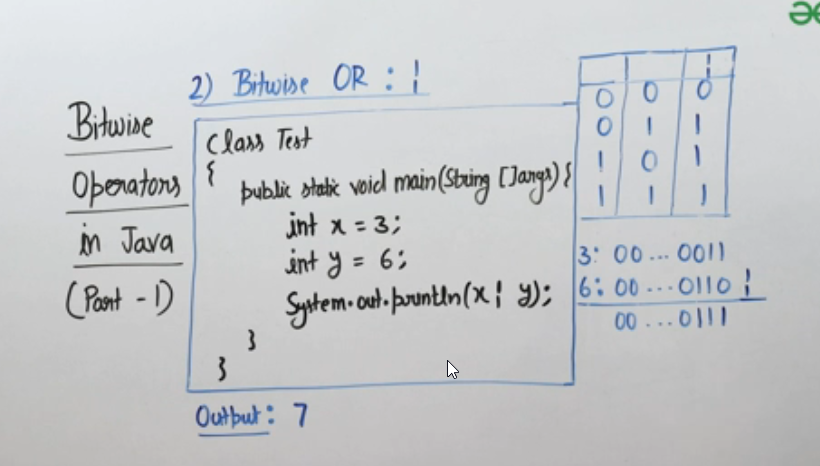 Bitwise
Operators
in Java
(Part - 1)
2) Bitwise OR : |
class Test
{
public static void main(String []args) {
int x = 3;
int y = 6;
System.out.println(x | y);
}
}
Output: 7
|
0 0 0
0 1 1
1 0 1
1 1 1
3: 00...0011
6: 00...0110 |
00...0111